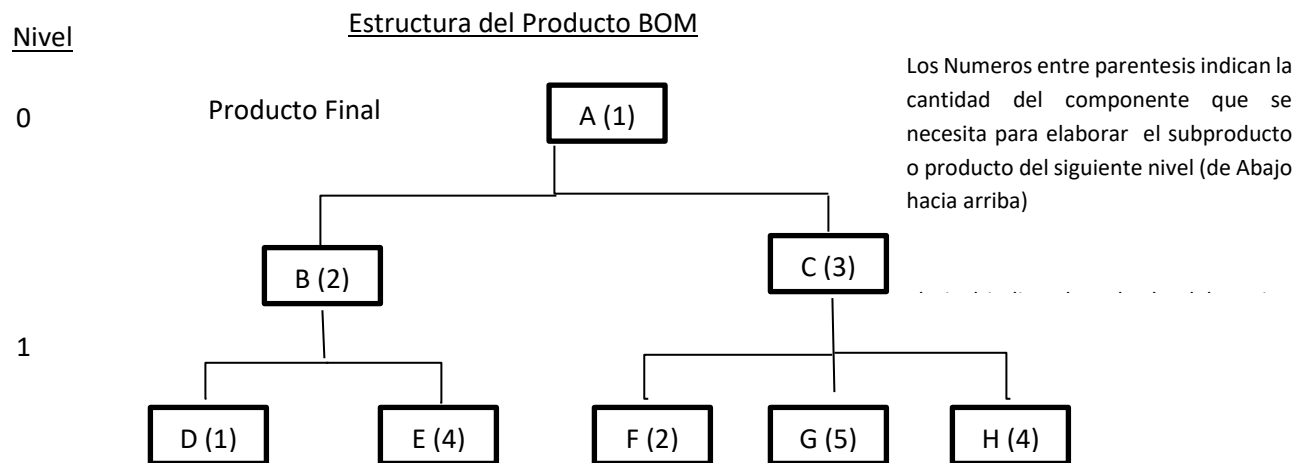 Estructura del Producto BOM
Nivel
Los Numeros entre parentesis indican la
cantidad del componente que se
necesita para elaborar el subproducto
o producto del siguiente nivel (de Abajo
hacia arriba)
0
Producto Final
A (1)
B (2)
C (3)
1
D (1)
E (4)
F (2)
G (5)
H (4)